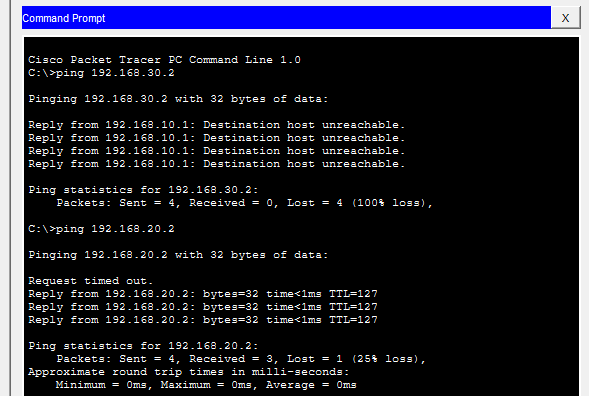 Command Prompt
X
Cisco Packet Tracer PC Command Line 1.0
C:\>ping 192.168.30.2
Pinging 192.168.30.2 with 32 bytes of data:
Reply from 192.168.10.1: Destination host unreachable.
Reply from 192.168.10.1: Destination host unreachable.
Reply from 192.168.10.1: Destination host unreachable.
Reply from 192.168.10.1: Destination host unreachable.
Ping statistics for 192.168.30.2:
    Packets: Sent = 4, Received = 0, Lost = 4 (100% loss),
C:\>ping 192.168.20.2
Pinging 192.168.20.2 with 32 bytes of data:
Request timed out.
Reply from 192.168.20.2: bytes=32 time<1ms TTL=127
Reply from 192.168.20.2: bytes=32 time<1ms TTL=127
Reply from 192.168.20.2: bytes=32 time<1ms TTL=127
Ping statistics for 192.168.20.2:
    Packets: Sent = 4, Received = 3, Lost = 1 (25% loss),
Approximate round trip times in milli-seconds:
    Minimum = 0ms, Maximum = 0ms, Average = 0ms